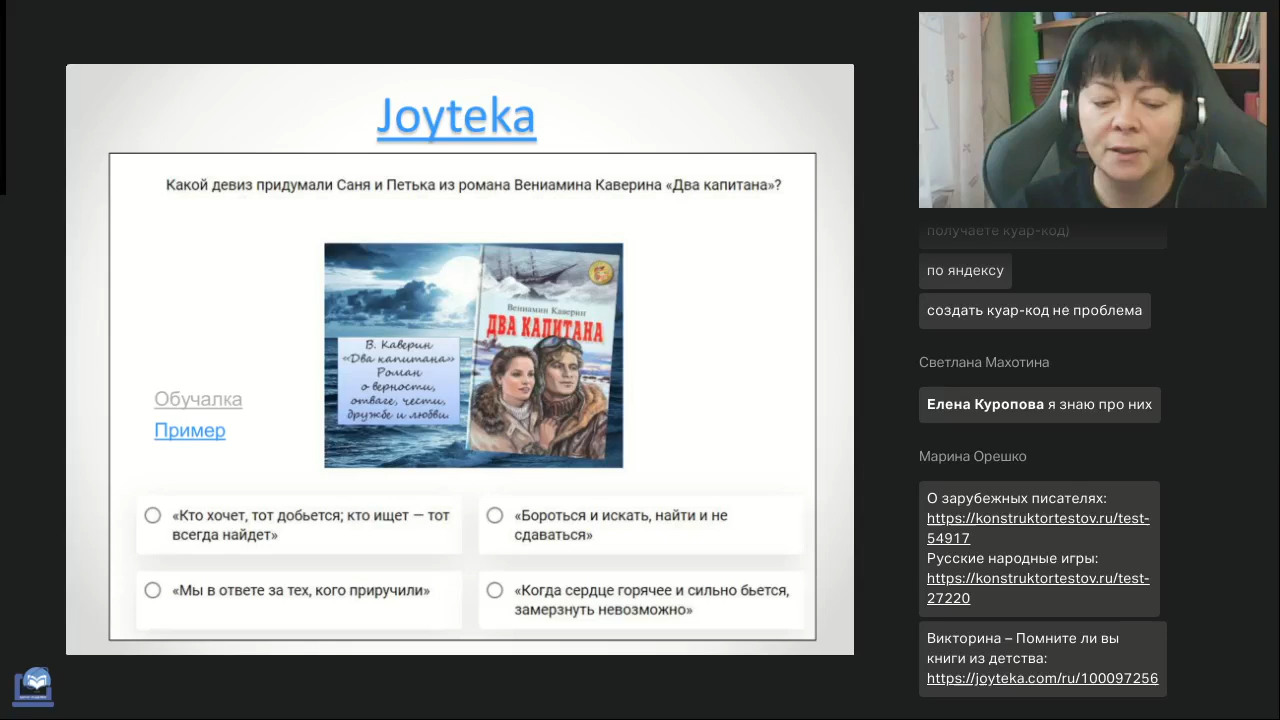 Joyteka
Какой девиз придумали Саня и Петька из романа Вениамина Каверина «Два капитана»?
Вениамин Каверин
ДВА КАПИТАНА
В. Каверин
«Два капитана»
Роман
о верности,
отваге, чести,
дружбе и любви.
Обучалка
Пример
«Кто хочет, тот добьется; кто ищет — тот
всегда найдет»
«Бороться и искать, найти и не
сдаваться»
«Мы в ответе за тех, кого приручили»
«Когда сердце горячее и сильно бьется,
замерзнуть невозможно»
получаете куар-код)
по яндексу
создать куар-код не проблема
Светлана Махотина
Елена Куропова я знаю про них
Марина Орешко
О зарубежных писателях:
https://konstruktortestov.ru/test-
54917
Русские народные игры:
https://konstruktortestov.ru/test-
27220
Викторина – Помните ли вы
книги из детства:
https://joyteka.com/ru/100097256